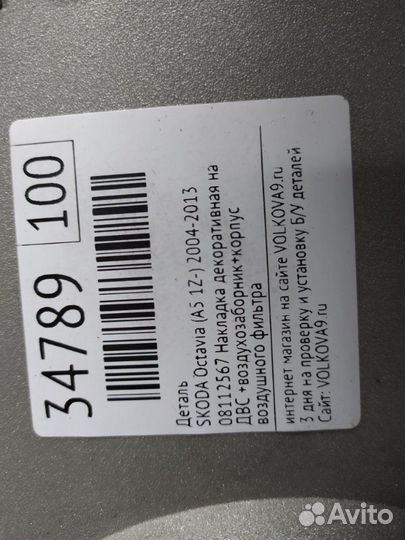 34789 100
Деталь
SKODA Octavia (A5 1Z-) 2004-2013
08112567 Накладка декоративная на
ДВС +воздухозаборник+корпус
воздушного фильтра
интернет магазин на сайте VOLKOVA9.ru
3 дня на проверку и установку Б/У деталей
Сайт: VOLKOVA9.ru
Avito